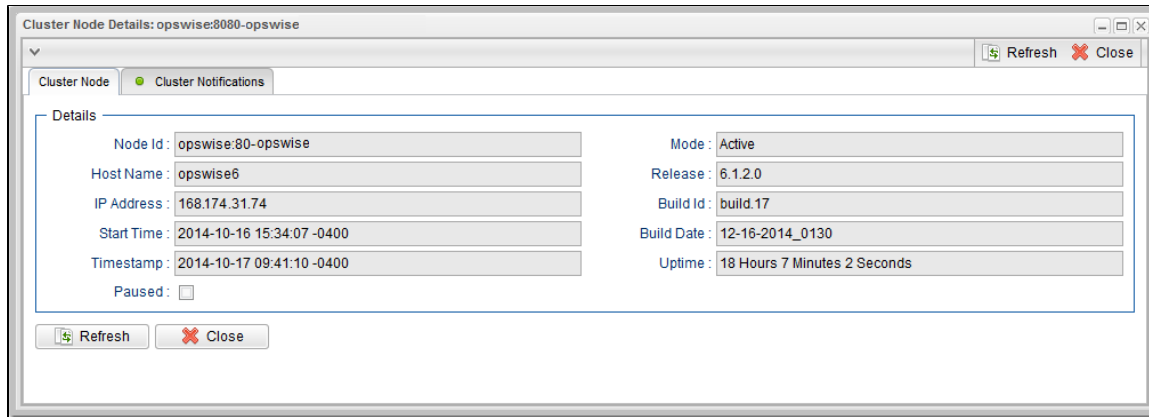 Cluster Node Details: opswise:8080-opswise
Refresh Close
Cluster Node Cluster Notifications
Details
Node Id : opswise:80-opswise Mode : Active
Host Name : opswise6 Release : 6.1.2.0
IP Address : 168.174.31.74 Build Id : build.17
Start Time : 2014-10-16 15:34:07 -0400 Build Date : 12-16-2014_0130
Timestamp : 2014-10-17 09:41:10 -0400 Uptime : 18 Hours 7 Minutes 2 Seconds
Paused :
Refresh Close